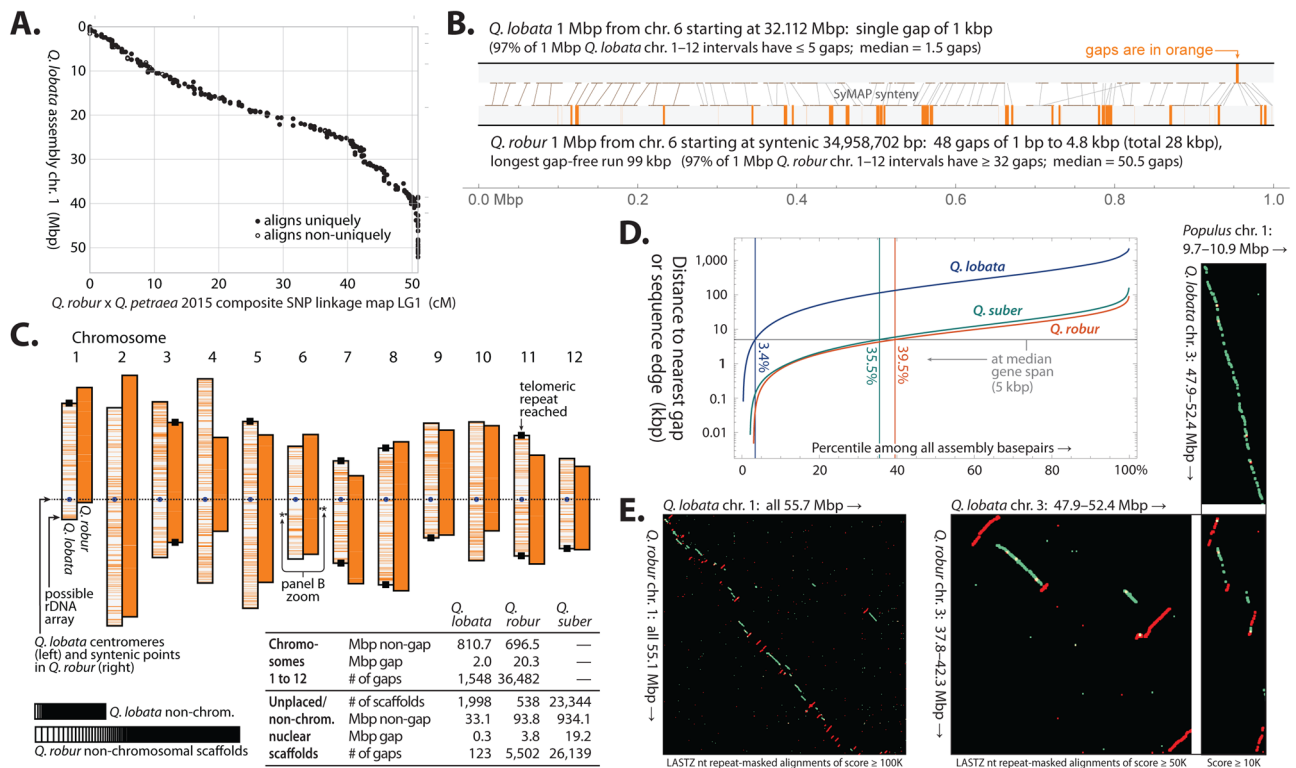 A.
0
10
20
30
40
50
Q. lobata assembly chr. 1 (Mbp)
aligns uniquely
aligns non-uniquely
0 10 20 30 40 50
Q. robur x Q. petraea 2015 composite SNP linkage map LG1 (cM)
B.
Q. lobata 1 Mbp from chr. 6 starting at 32.112 Mbp: single gap of 1 kbp
(97% of 1 Mbp Q. lobata chr. 1–12 intervals have ≤ 5 gaps; median = 1.5 gaps)
gaps are in orange
SyMAP synteny
Q. robur 1 Mbp from chr. 6 starting at syntenic 34,958,702 bp: 48 gaps of 1 bp to 4.8 kbp (total 28 kbp),
longest gap-free run 99 kbp (97% of 1 Mbp Q. robur chr. 1–12 intervals have ≥ 32 gaps; median = 50.5 gaps)
0.0 Mbp 0.2 0.4 0.6 0.8 1.0
C.
Chromosome
1 2 3 4 5 6 7 8 9 10 11 12
telomeric
repeat
reached
Q. robur
Q. lobata
possible
rDNA
array
* *
panel B
zoom
Q. lobata centromeres
(left) and syntenic points
in Q. robur (right)
Q. lobata non-chrom.
Q. robur non-chromosomal scaffolds
Q. lobata Q. robur Q. suber
Chromo- Mbp non-gap 810.7 696.5 —
somes Mbp gap 2.0 20.3 —
1 to 12 # of gaps 1,548 36,482 —
Unplaced/ # of scaffolds 1,998 538 23,344
non-chrom. Mbp non-gap 33.1 93.8 934.1
nuclear Mbp gap 0.3 3.8 19.2
scaffolds # of gaps 123 5,502 26,139
D.
Distance to nearest gap
or sequence edge (kbp)
1,000
100
10
1
0.1
0.01
Q. lobata
Q. suber
Q. robur
3.4%
35.5%
39.5%
at median
gene span
(5 kbp)
Percentile among all assembly basepairs →
0 20 40 60 80 100%
Populus chr. 1:
9.7–10.9 Mbp →
Q. lobata chr. 3: 47.9–52.4 Mbp →
E.
Q. lobata chr. 1: all 55.7 Mbp →
Q. robur chr. 1: all 55.1 Mbp →
LASTZ nt repeat-masked alignments of score ≥ 100K
Q. lobata chr. 3: 47.9–52.4 Mbp →
Q. robur chr. 3: 37.8–42.3 Mbp →
LASTZ nt repeat-masked alignments of score ≥ 50K
Score ≥ 10K